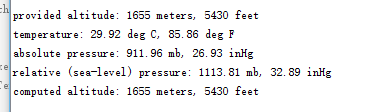 provided altitude: 1655 meters, 5430 feet
temperature: 29.92 deg C, 85.86 deg F
absolute pressure: 911.96 mb, 26.93 inHg
relative (sea-level) pressure: 1113.81 mb, 32.89 inHg
computed altitude: 1655 meters, 5430 feet